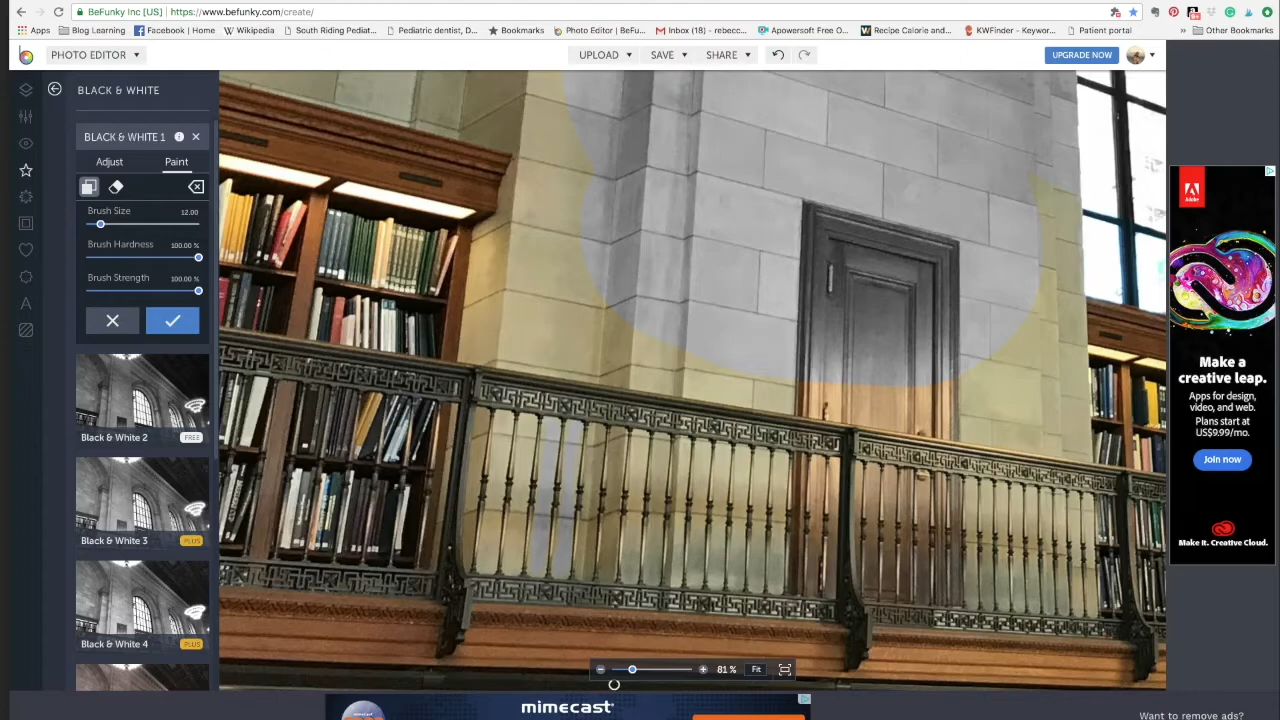 BeFunky Inc [US] | https://www.befunky.com/create/
Apps Blog Learning Facebook | Home Wikipedia South Riding Pediat... Pediatric dentist, D... Bookmarks Photo Editor | BeFu... Inbox (18) - rebecc... Apowersoft Free O... Recipe Calorie and... KWFinder - Keywor... Patient portal » Other Bookmarks
PHOTO EDITOR UPLOAD SAVE SHARE UPGRADE NOW
BLACK & WHITE
BLACK & WHITE 1
Adjust Paint
Brush Size 12.00
Brush Hardness 100.00 %
Brush Strength 100.00 %
Black & White 2 FREE
Black & White 3 PLUS
Black & White 4 PLUS
81 % Fit
Adobe
Make a
creative leap.
Apps for design,
video, and web.
Plans start at
US$9.99/mo.
Join now
Make It. Creative Cloud.
mimecast
Want to remove ads?